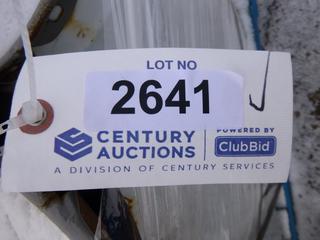 LOT NO
2641
CENTURY
AUCTIONS
POWERED BY
ClubBid
A DIVISION OF CENTURY SERVICES